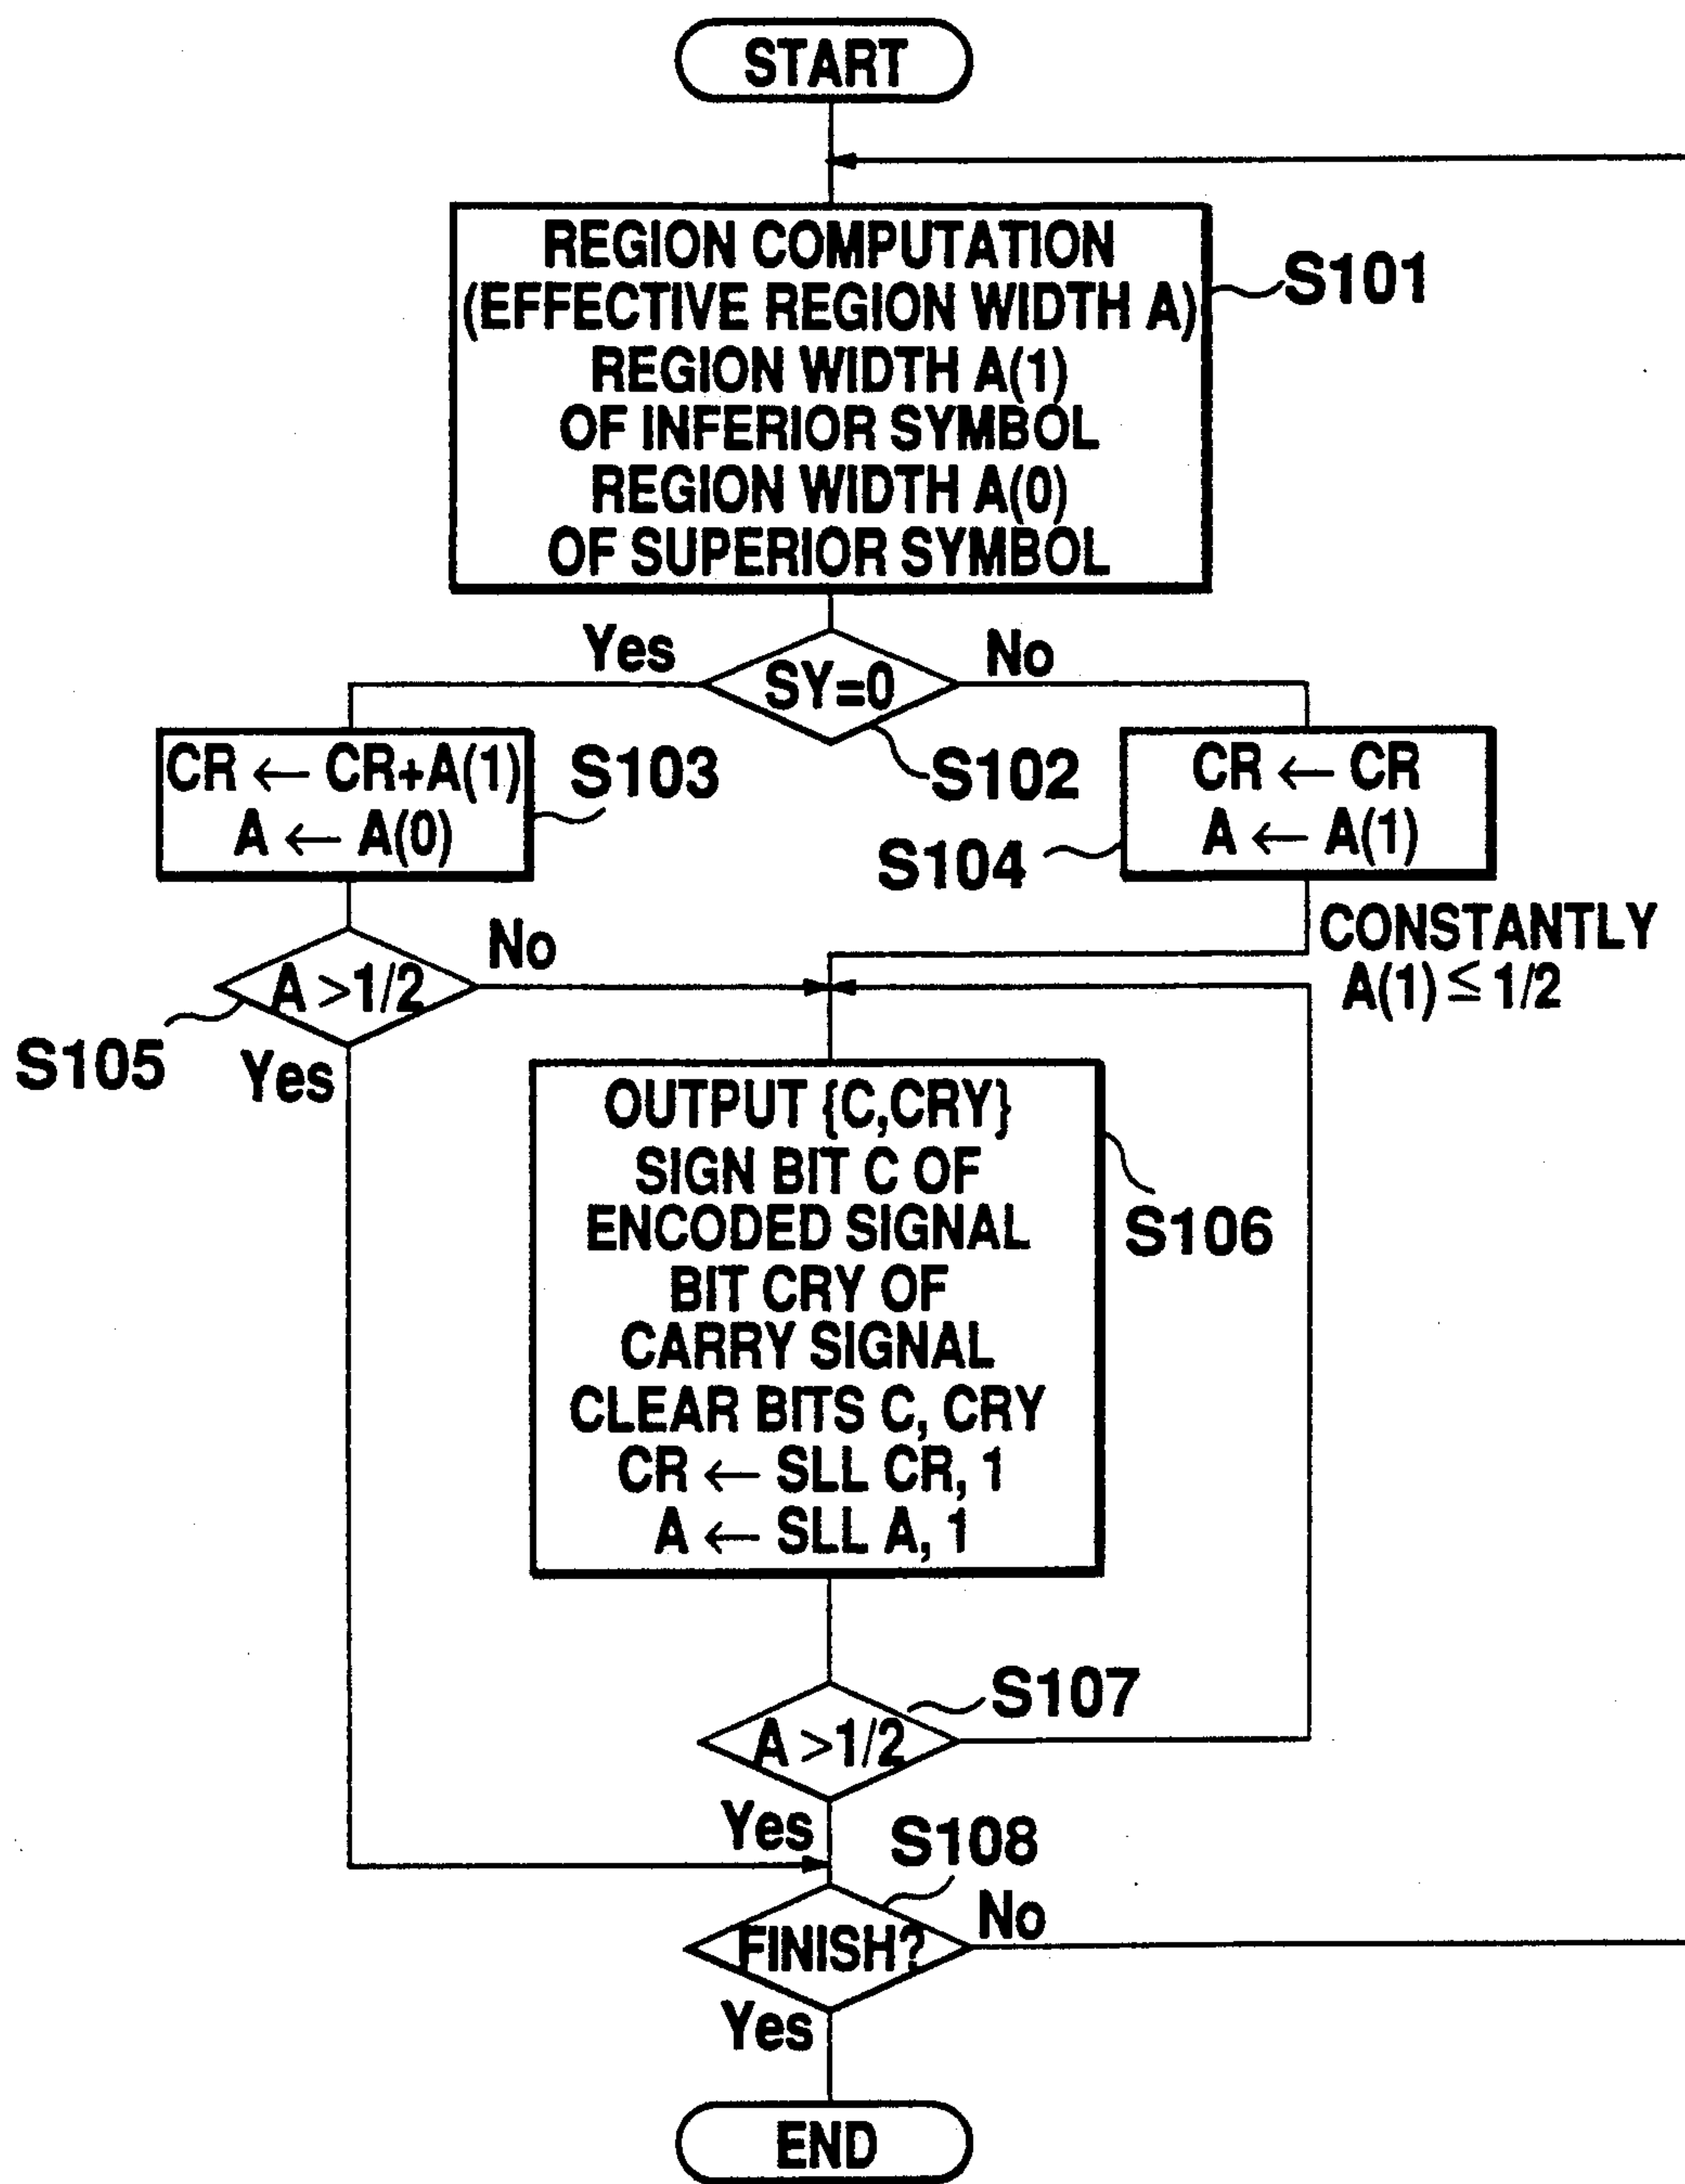 START
REGION COMPUTATION
(EFFECTIVE REGION WIDTH A)
REGION WIDTH A(1)
OF INFERIOR SYMBOL
REGION WIDTH A(0)
OF SUPERIOR SYMBOL
S101
Yes
SY=0
No
S102
CR ← CR+A(1)
A ← A(0)
S103
CR ← CR
A ← A(1)
S104
CONSTANTLY
A(1) ≦ 1/2
A >1/2
No
S105
Yes
OUTPUT {C,CRY}
SIGN BIT C OF
ENCODED SIGNAL
BIT CRY OF
CARRY SIGNAL
CLEAR BITS C, CRY
CR ← SLL CR, 1
A ← SLL A, 1
S106
S107
A >1/2
Yes
S108
FINISH?
No
Yes
END